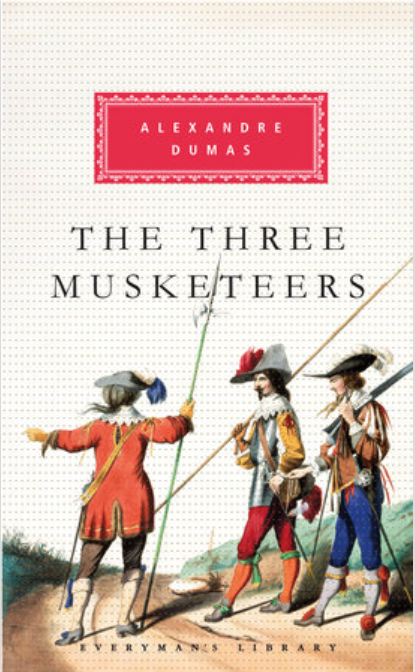 ALEXANDRE
DUMAS
THE THREE
MUSKETEERS
EVERYMAN'S LIBRARY